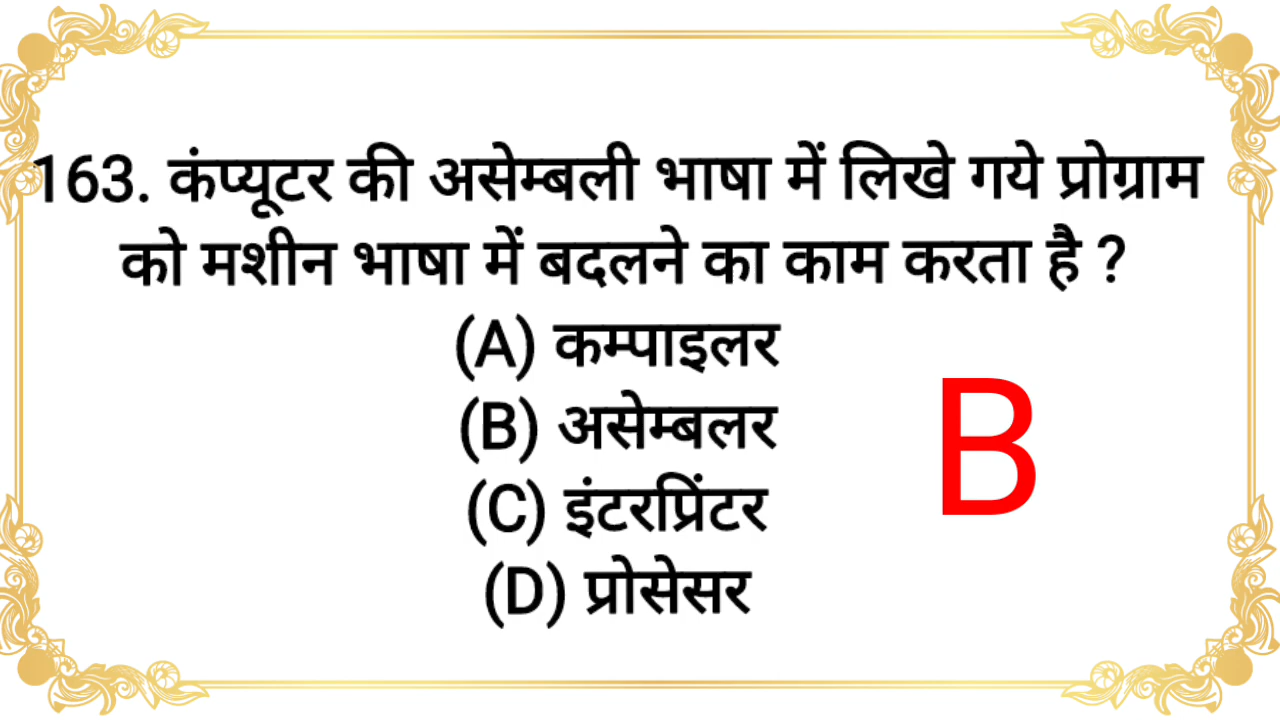 163. कंप्यूटर की असेम्बली भाषा में लिखे गये प्रोग्राम
को मशीन भाषा में बदलने का काम करता है ?
(A) कम्पाइलर
(B) असेम्बलर
(C) इंटरप्रिंटर
(D) प्रोसेसर
B